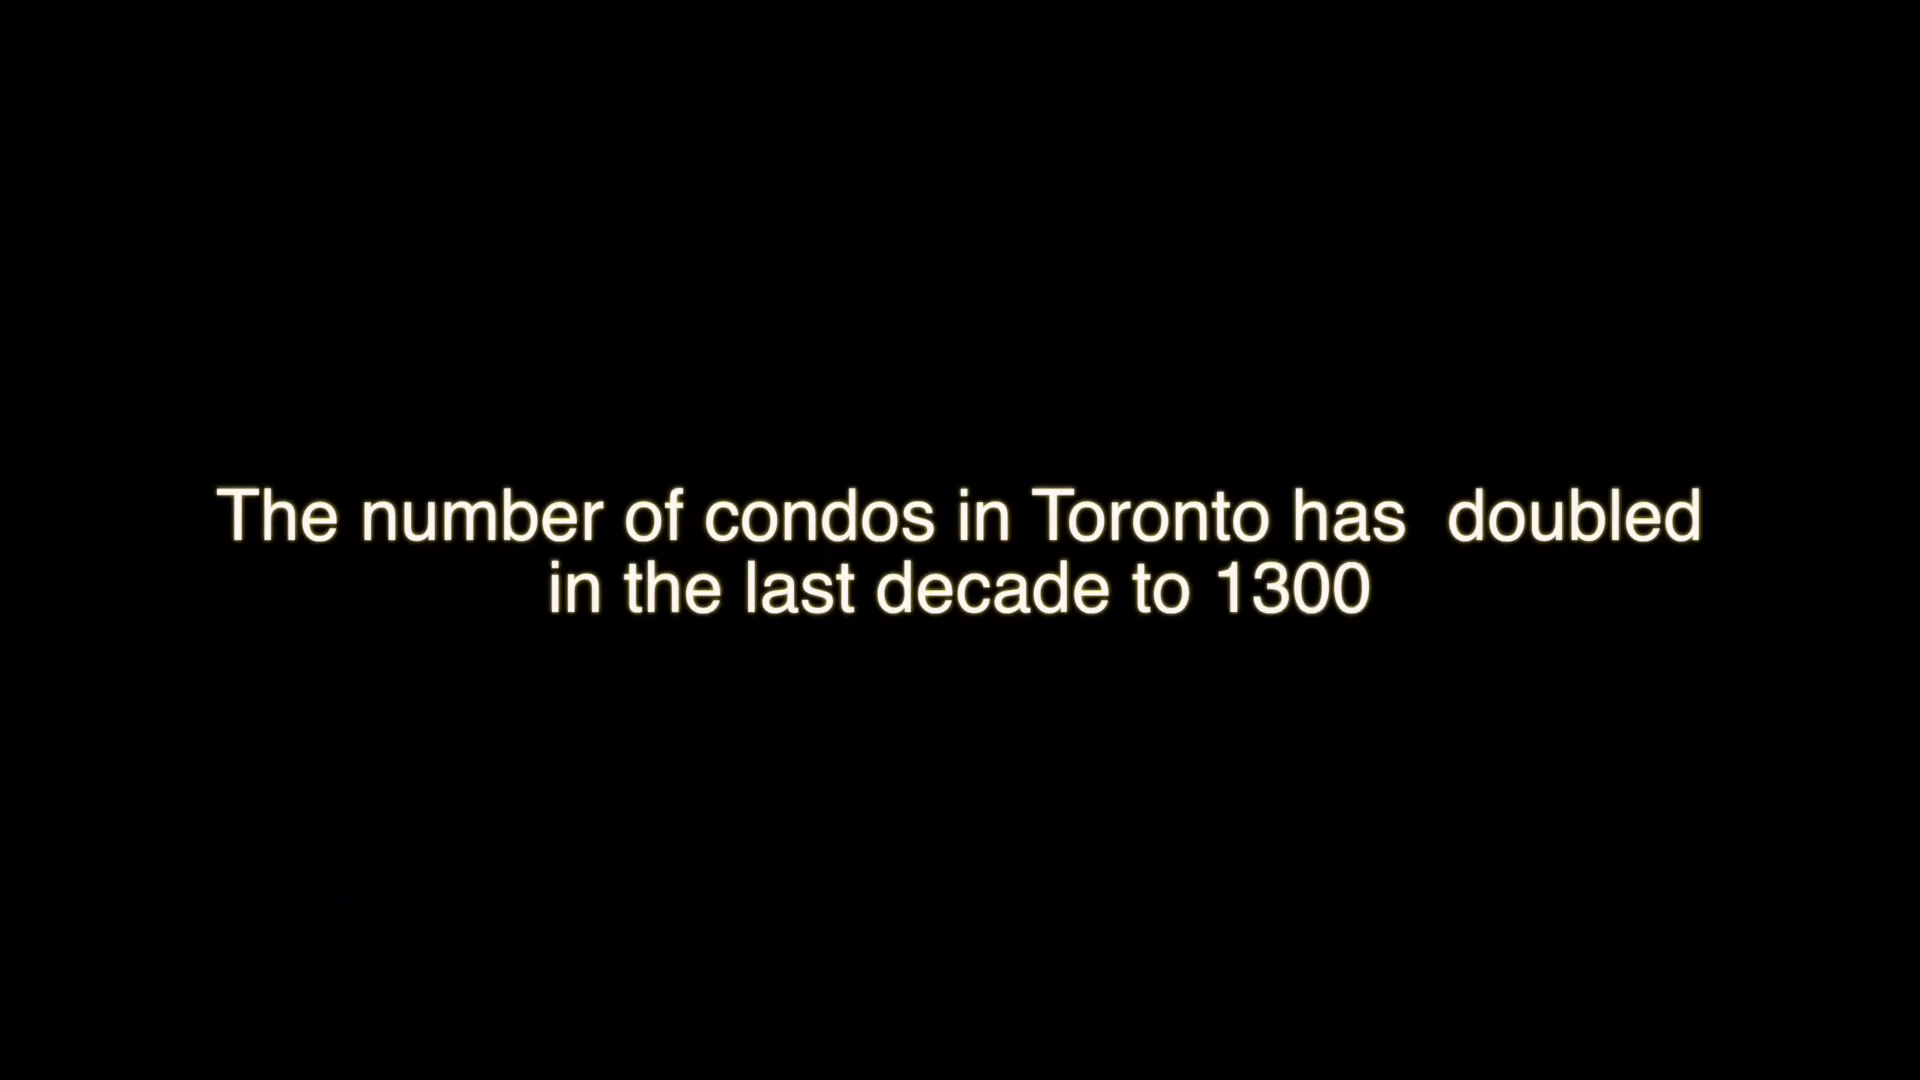 The number of condos in Toronto has  doubled
in the last decade to 1300